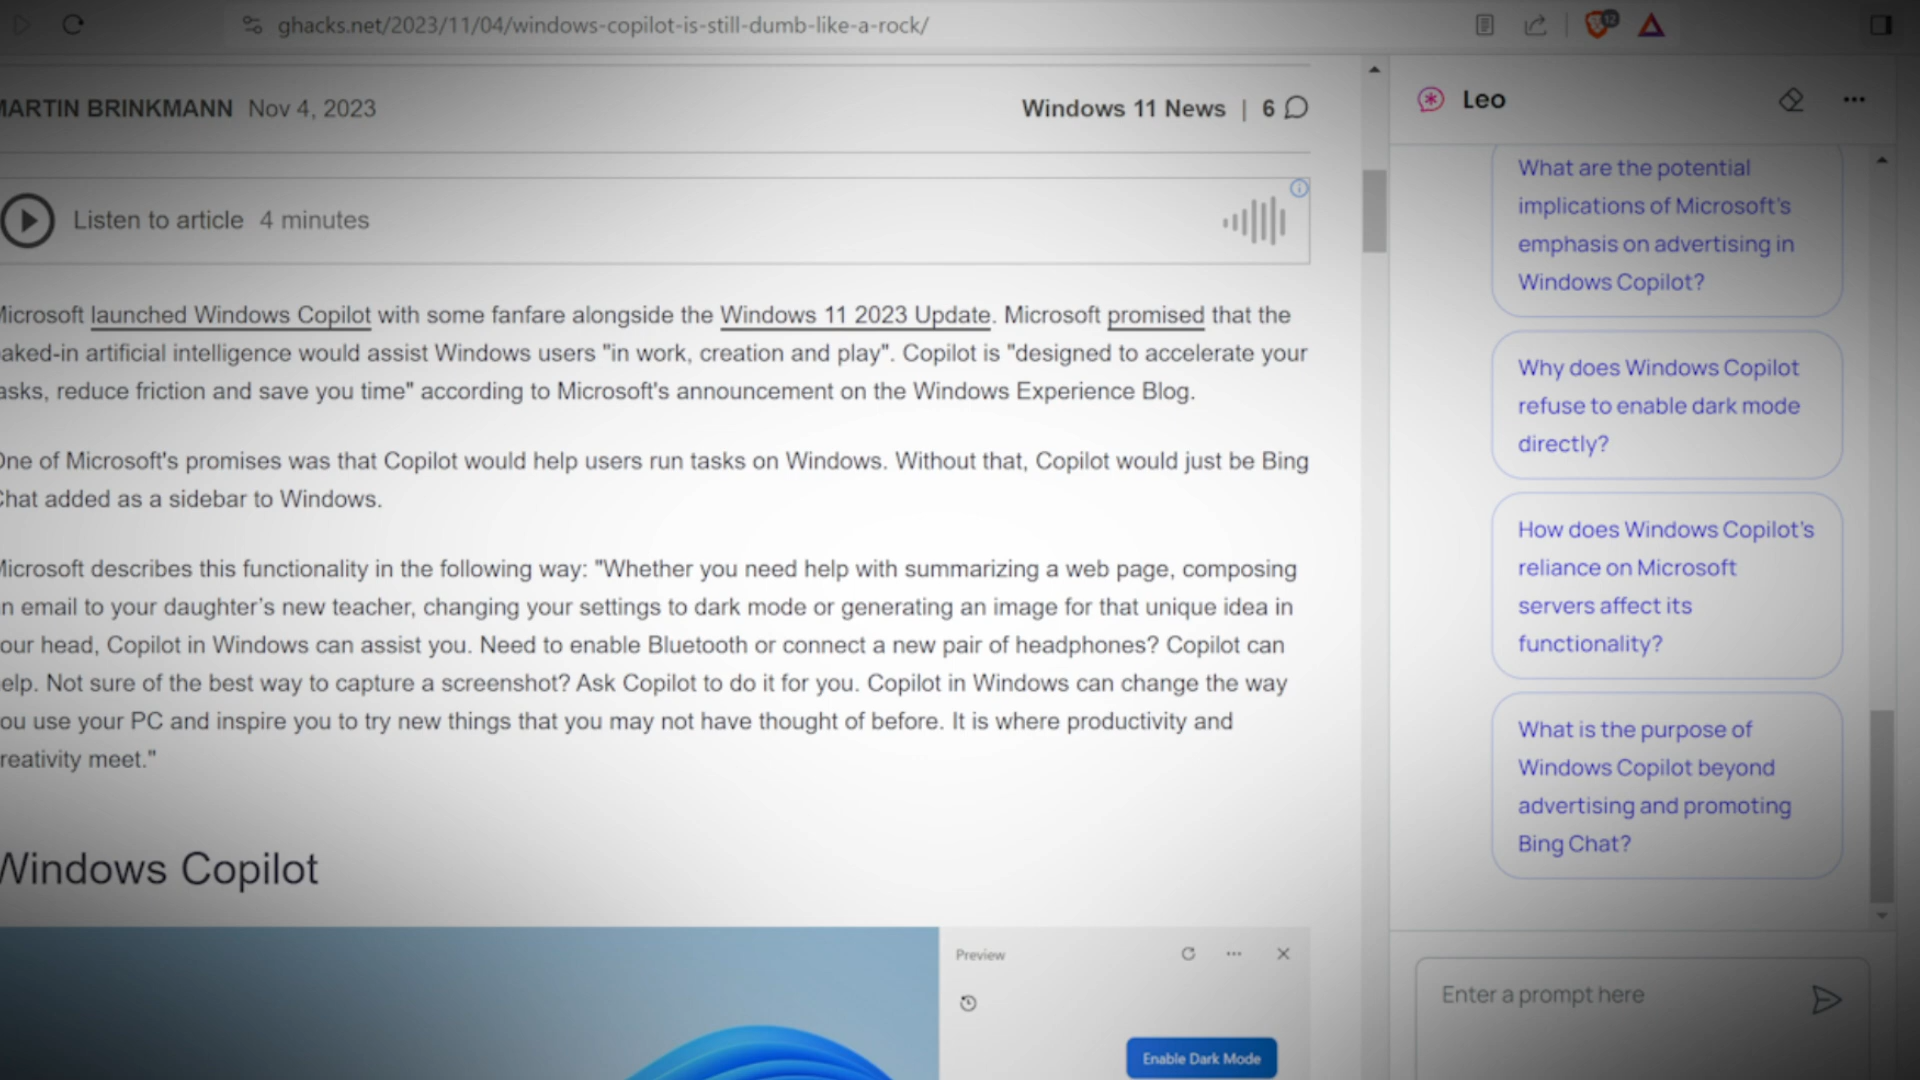 ghacks.net/2023/11/04/windows-copilot-is-still-dumb-like-a-rock/
12
MARTIN BRINKMANN Nov 4, 2023
Windows 11 News | 6
Listen to article 4 minutes
Microsoft launched Windows Copilot with some fanfare alongside the Windows 11 2023 Update. Microsoft promised that the
aked-in artificial intelligence would assist Windows users "in work, creation and play". Copilot is "designed to accelerate your
asks, reduce friction and save you time" according to Microsoft's announcement on the Windows Experience Blog.
One of Microsoft's promises was that Copilot would help users run tasks on Windows. Without that, Copilot would just be Bing
Chat added as a sidebar to Windows.
Microsoft describes this functionality in the following way: "Whether you need help with summarizing a web page, composing
n email to your daughter’s new teacher, changing your settings to dark mode or generating an image for that unique idea in
our head, Copilot in Windows can assist you. Need to enable Bluetooth or connect a new pair of headphones? Copilot can
elp. Not sure of the best way to capture a screenshot? Ask Copilot to do it for you. Copilot in Windows can change the way
ou use your PC and inspire you to try new things that you may not have thought of before. It is where productivity and
reativity meet."
Windows Copilot
Preview
Enable Dark Mode
Leo
What are the potential
implications of Microsoft's
emphasis on advertising in
Windows Copilot?
Why does Windows Copilot
refuse to enable dark mode
directly?
How does Windows Copilot's
reliance on Microsoft
servers affect its
functionality?
What is the purpose of
Windows Copilot beyond
advertising and promoting
Bing Chat?
Enter a prompt here